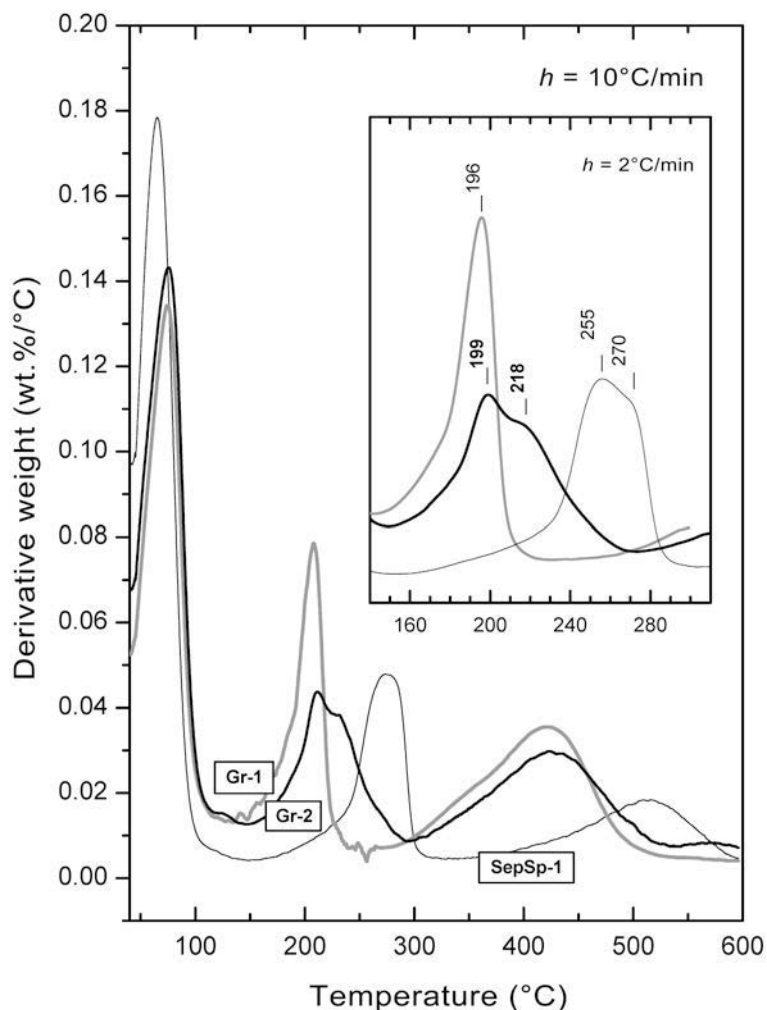 0.20
0.18
0.16
0.14
0.12
0.10
0.08
0.06
0.04
0.02
0.00
Derivative weight (wt.%/°C)
h = 10°C/min
h = 2°C/min
196
199
218
255
270
160 200 240 280
Gr-1
Gr-2
SepSp-1
100 200 300 400 500 600
Temperature (°C)